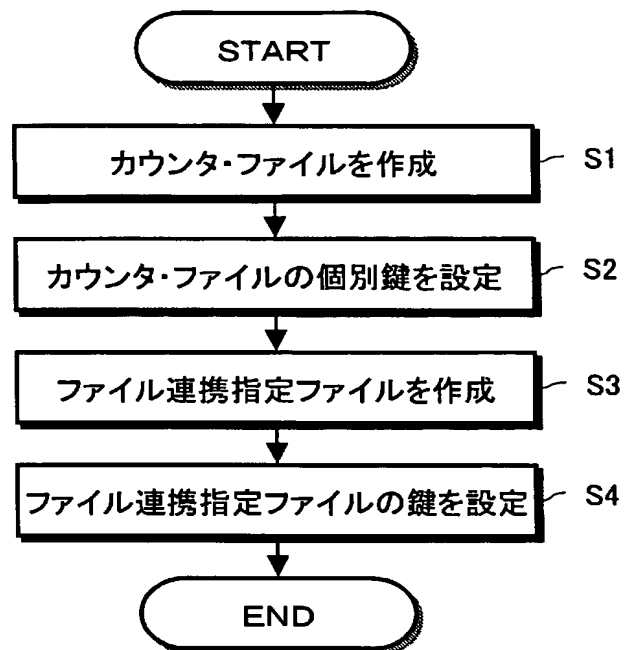 START
カウンタ・ファイルを作成
S1
カウンタ・ファイルの個別鍵を設定
S2
ファイル連携指定ファイルを作成
S3
ファイル連携指定ファイルの鍵を設定
S4
END